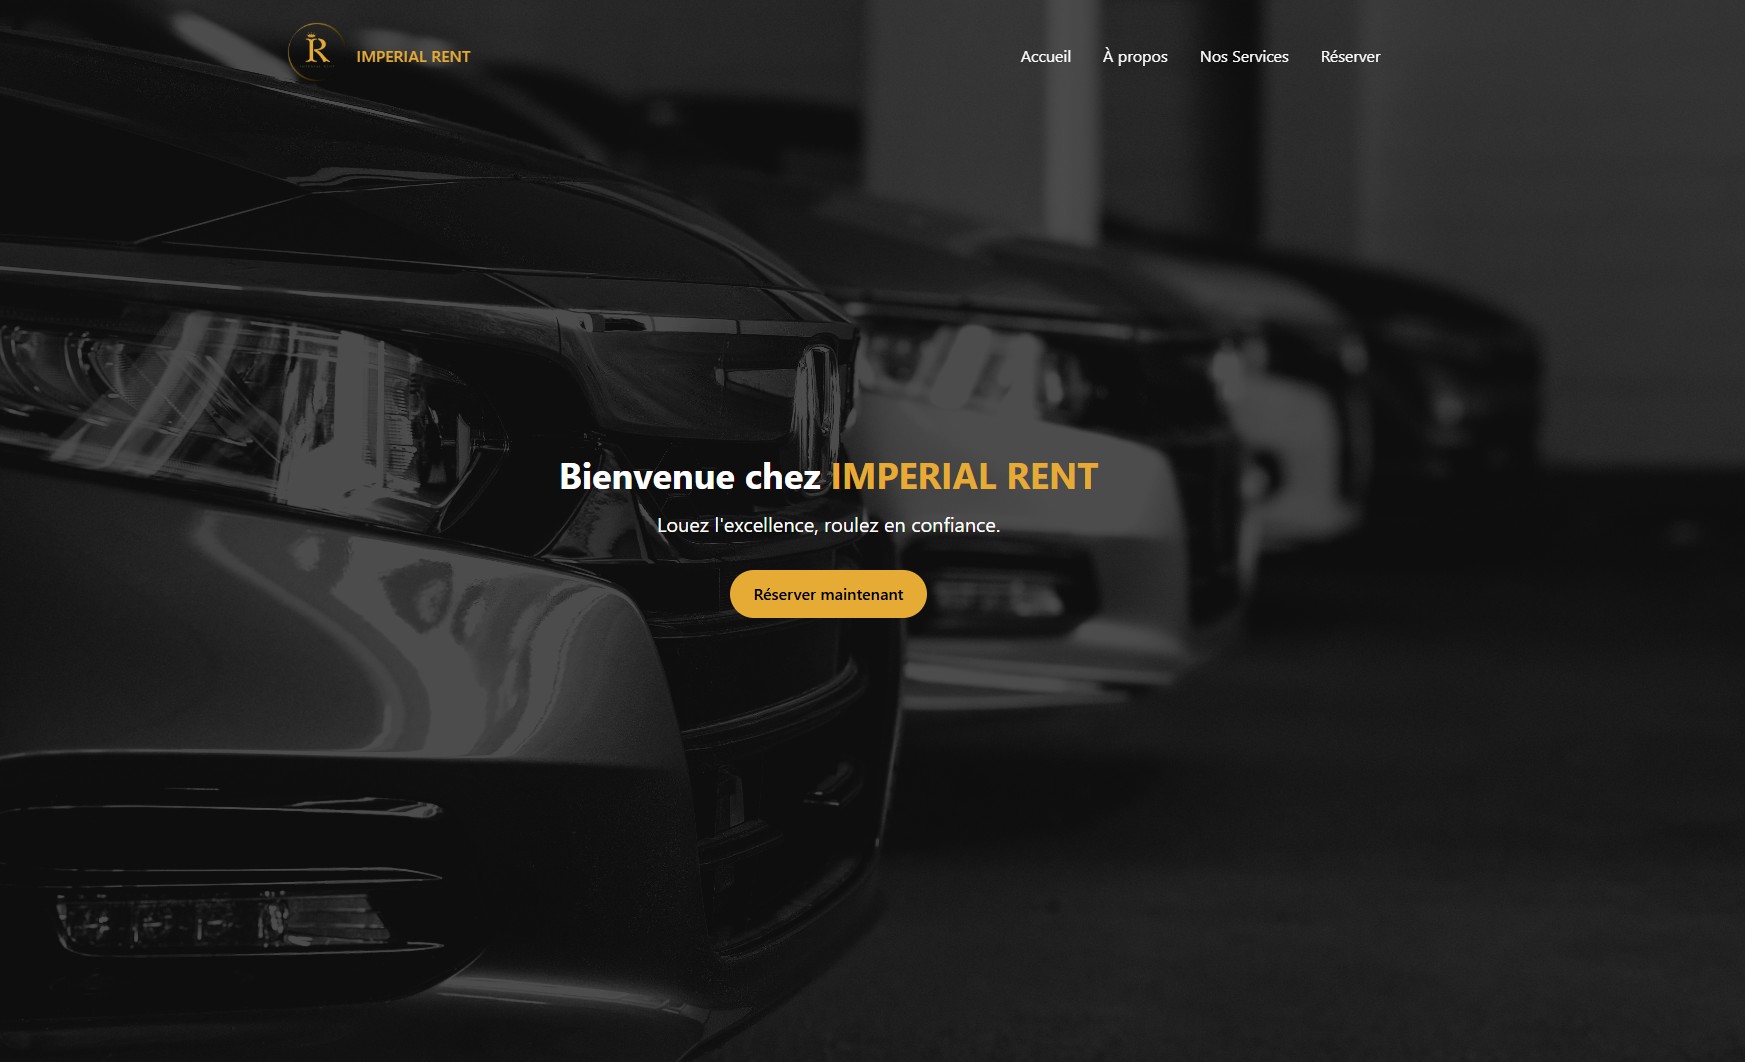 R
IMPERIAL RENT
Accueil
À propos
Nos Services
Réserver
Bienvenue chez IMPERIAL RENT
Louez l'excellence, roulez en confiance.
Réserver maintenant